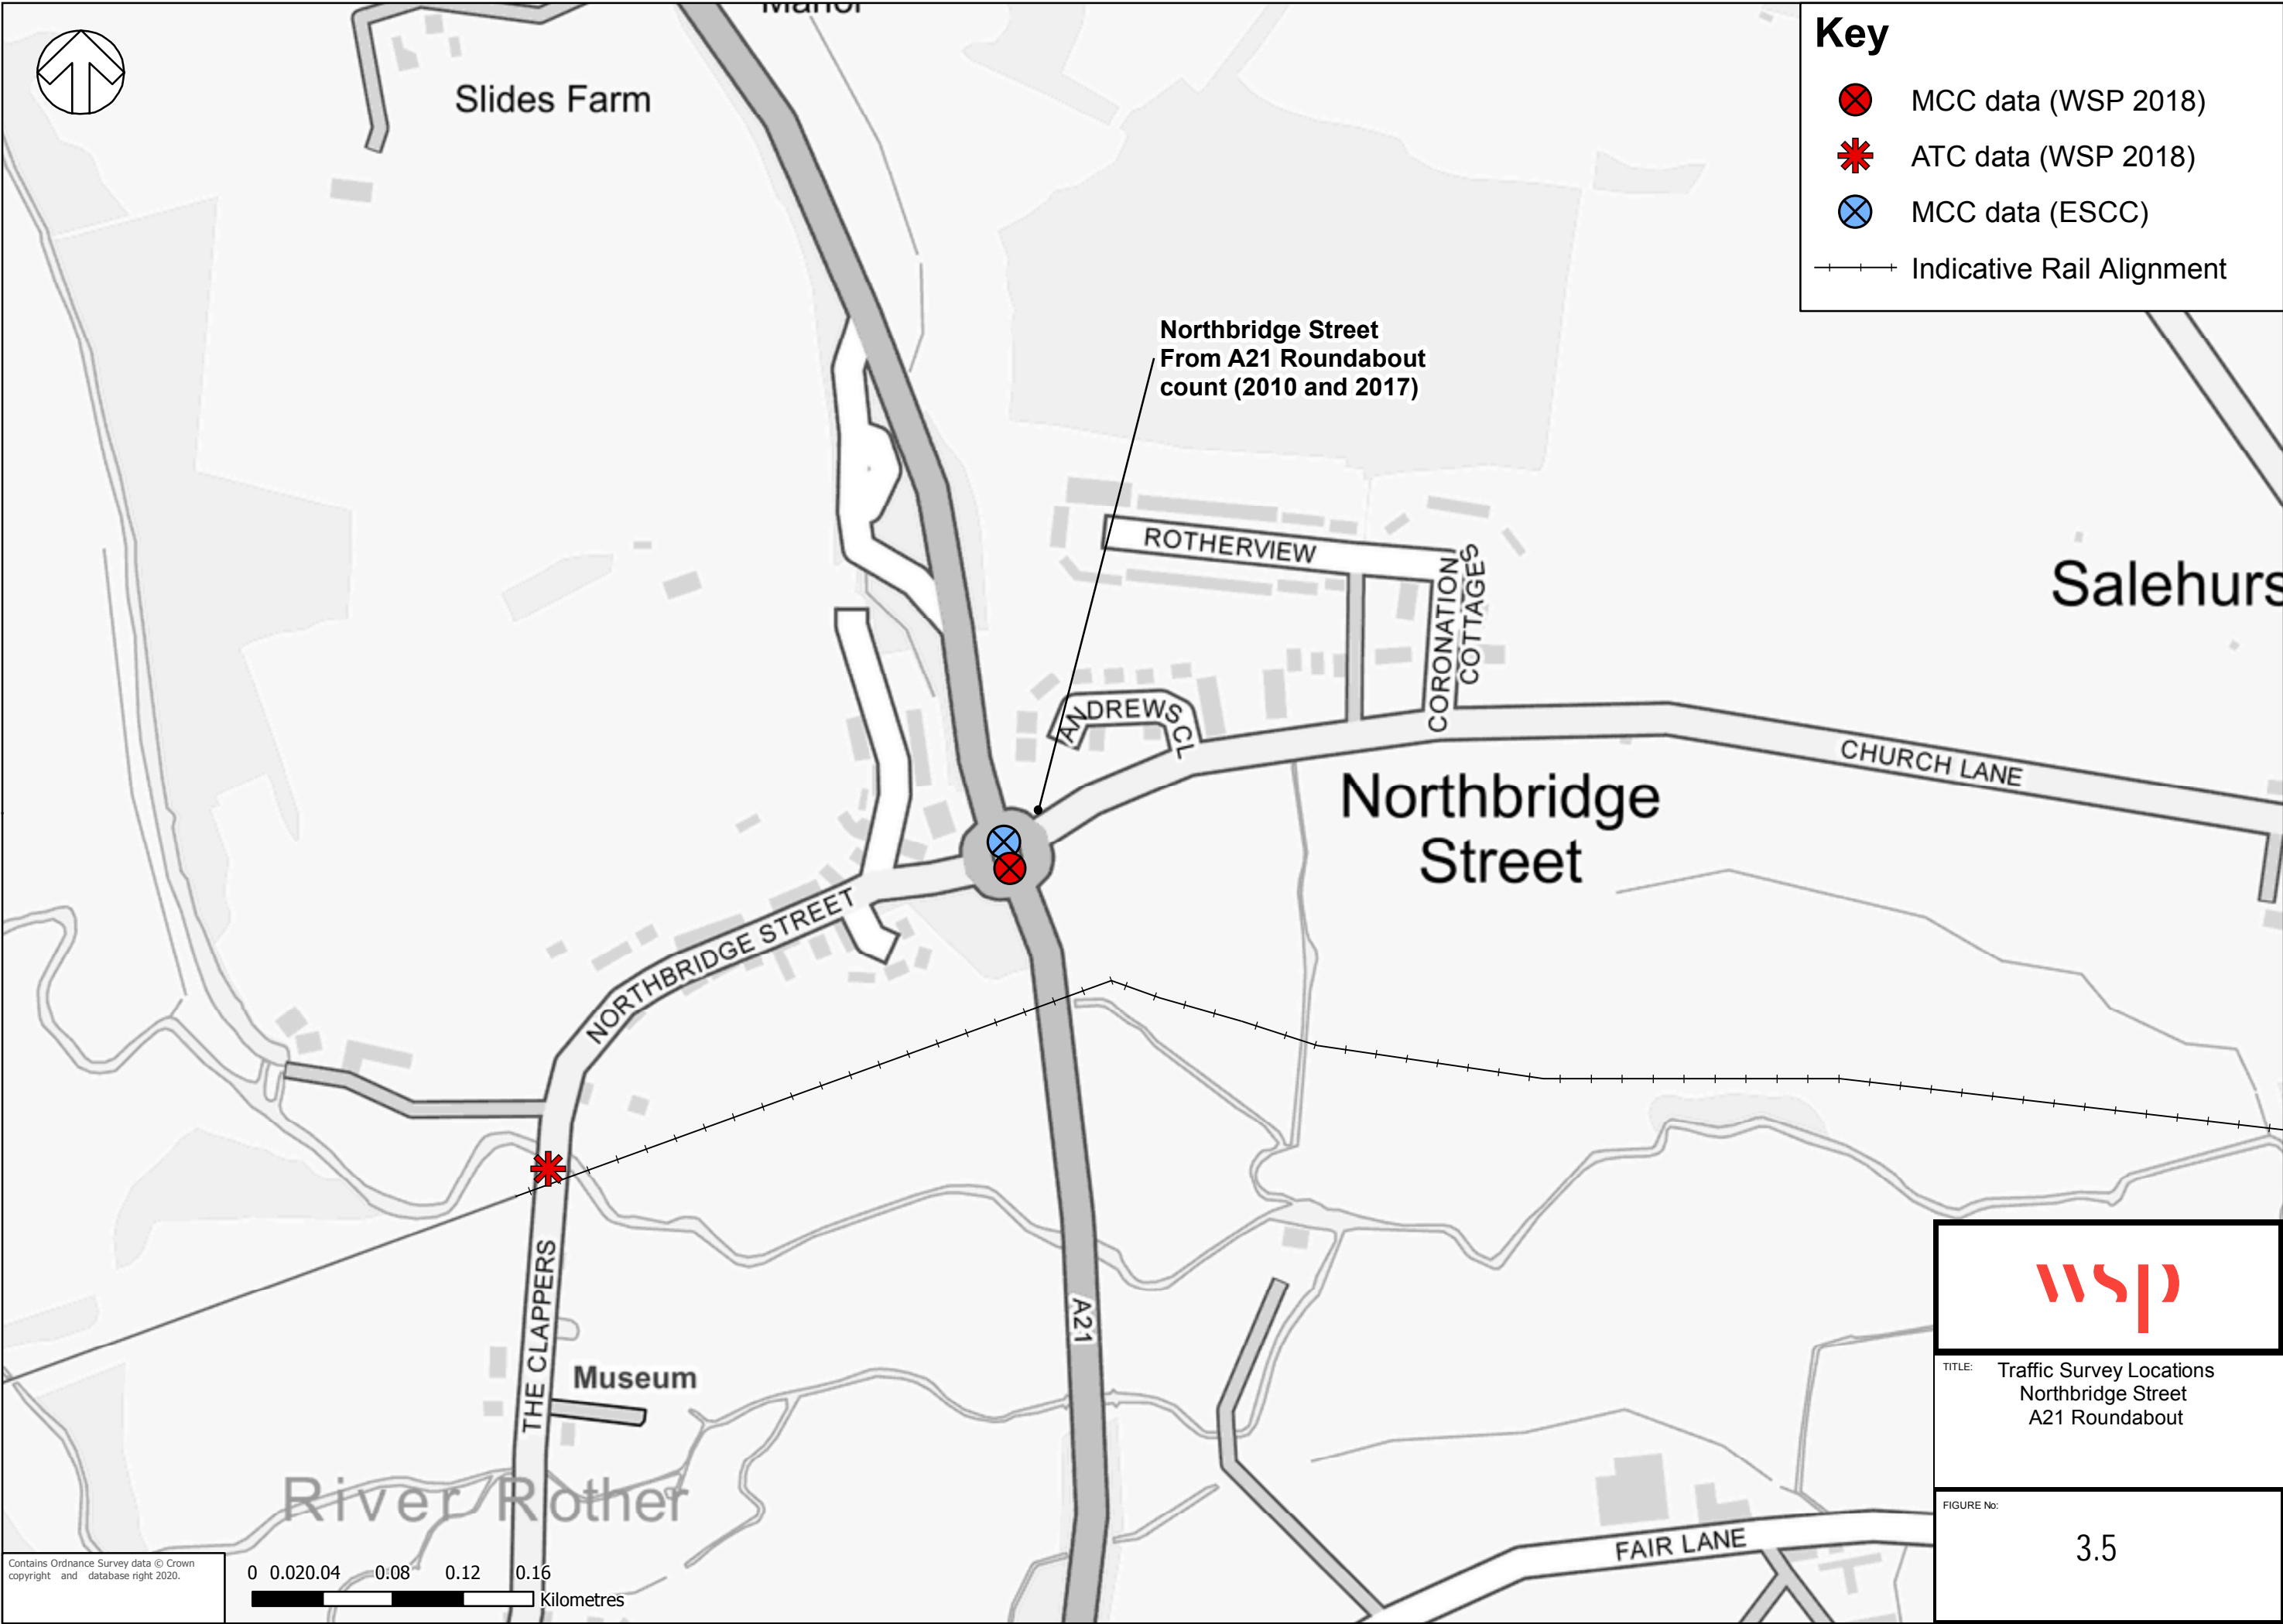 Manor
Slides Farm
Key
MCC data (WSP 2018)
ATC data (WSP 2018)
MCC data (ESCC)
Indicative Rail Alignment
Northbridge Street
From A21 Roundabout
count (2010 and 2017)
ROTHERVIEW
CORONATION
COTTAGES
Salehurs
ANDREWS CL
CHURCH LANE
Northbridge
Street
NORTHBRIDGE STREET
THE CLAPPERS
A21
Museum
River Rother
FAIR LANE
wsp
TITLE: Traffic Survey Locations
Northbridge Street
A21 Roundabout
FIGURE No:
3.5
Contains Ordnance Survey data © Crown
copyright and database right 2020.
0 0.02 0.04 0.08 0.12 0.16
Kilometres